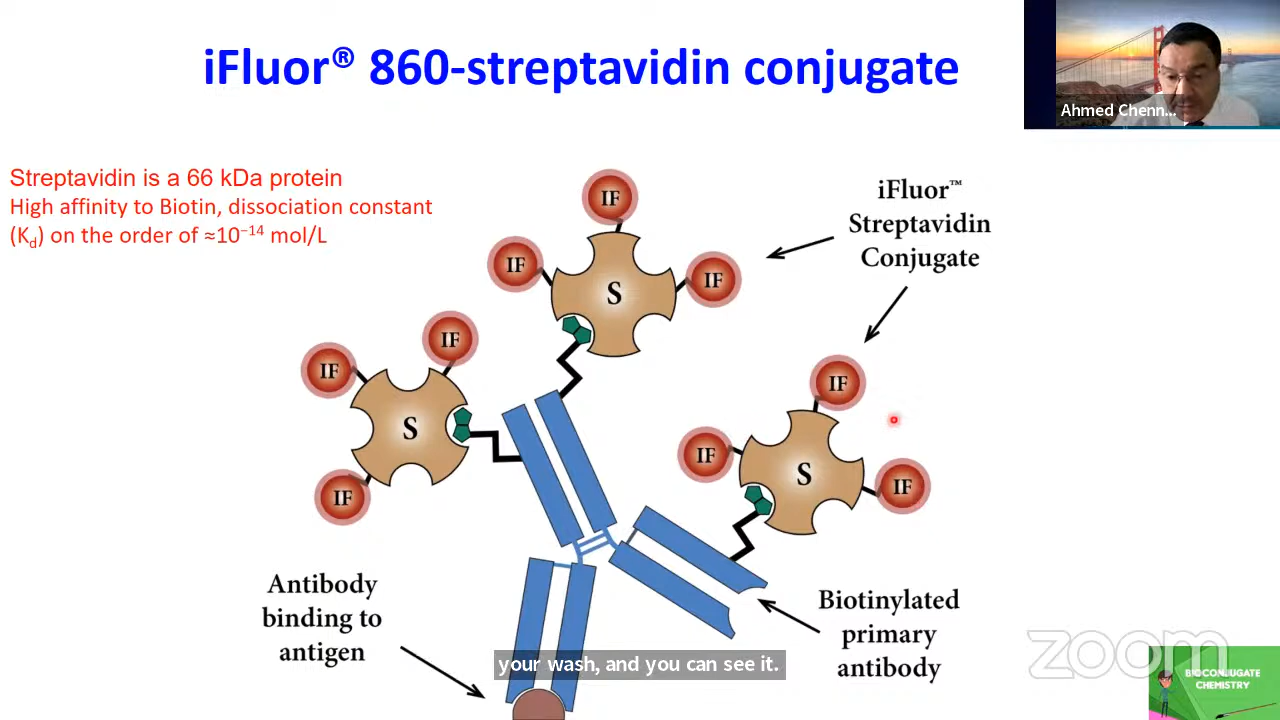 iFluor® 860-streptavidin conjugate
Ahmed Chenn...
Streptavidin is a 66 kDa protein
High affinity to Biotin, dissociation constant
(Kd) on the order of ≈10⁻¹⁴ mol/L
iFluor™
Streptavidin
Conjugate
IF
IF
IF
S
IF
IF
IF
S
IF
IF
IF
S
Antibody
binding to
antigen
Biotinylated
primary
antibody
your wash, and you can see it.
zoom
BIOCONJUGATE
CHEMISTRY